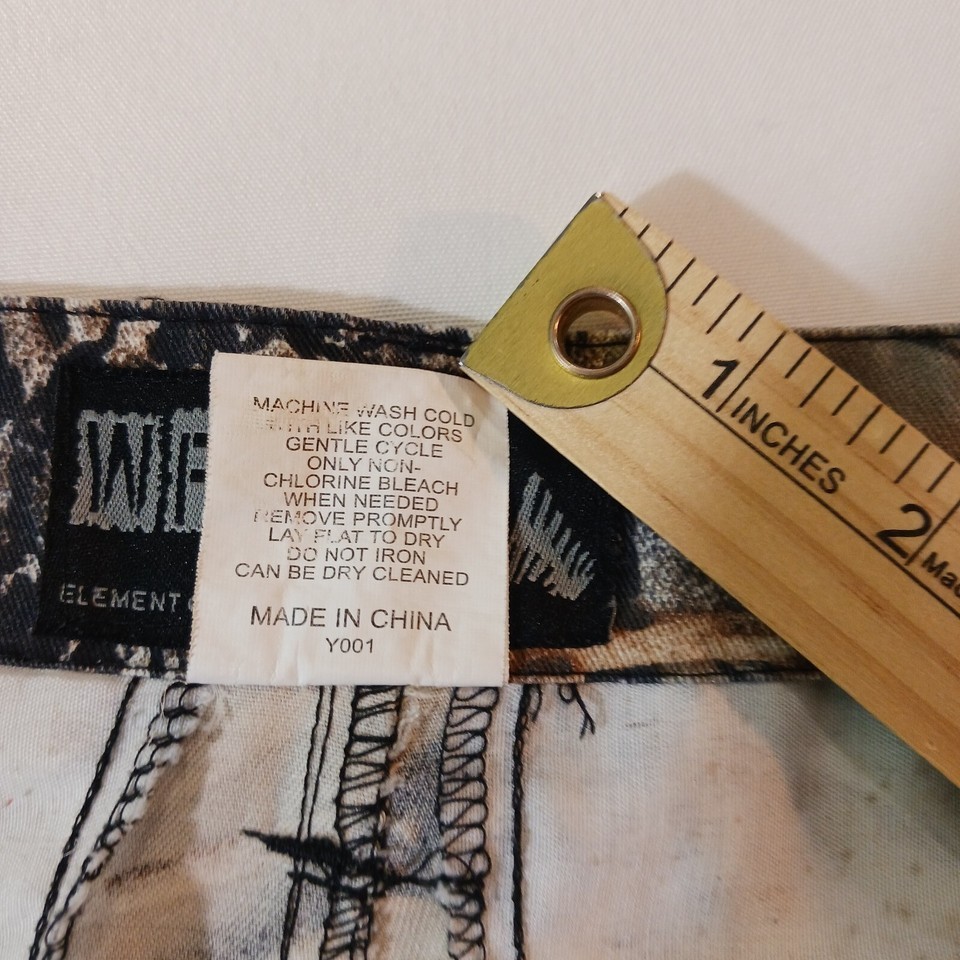 MACHINE WASH COLD
WITH LIKE COLORS
GENTLE CYCLE
ONLY NON-
CHLORINE BLEACH
WHEN NEEDED
REMOVE PROMPTLY
LAY FLAT TO DRY
DO NOT IRON
CAN BE DRY CLEANED
MADE IN CHINA
Y001
ELEMENT
1
INCHES
2